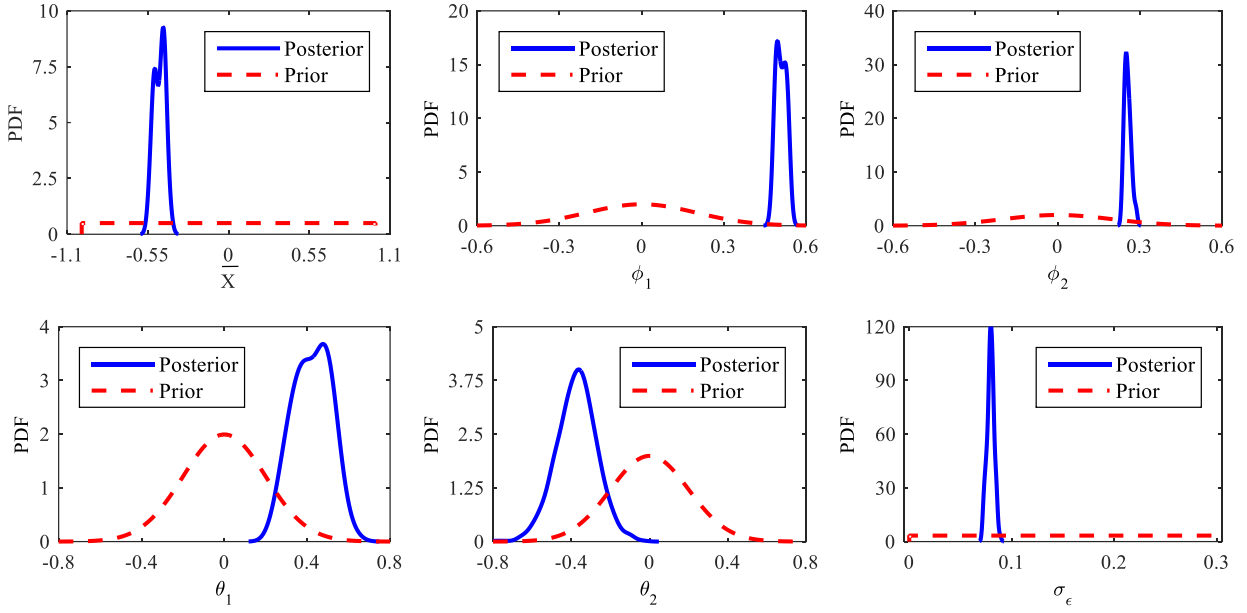 PDF
10
7.5
5
2.5
0
-1.1
-0.55
0
0.55
1.1
X
Posterior
Prior
PDF
20
15
10
5
0
-0.6
-0.3
0
0.3
0.6
ϕ1
Posterior
Prior
PDF
40
30
20
10
0
-0.6
-0.3
0
0.3
0.6
ϕ2
Posterior
Prior
PDF
4
3
2
1
0
-0.8
-0.4
0
0.4
0.8
θ1
Posterior
Prior
PDF
5
3.75
2.5
1.25
0
-0.8
-0.4
0
0.4
0.8
θ2
Posterior
Prior
PDF
120
90
60
30
0
0
0.1
0.2
0.3
σϵ
Posterior
Prior